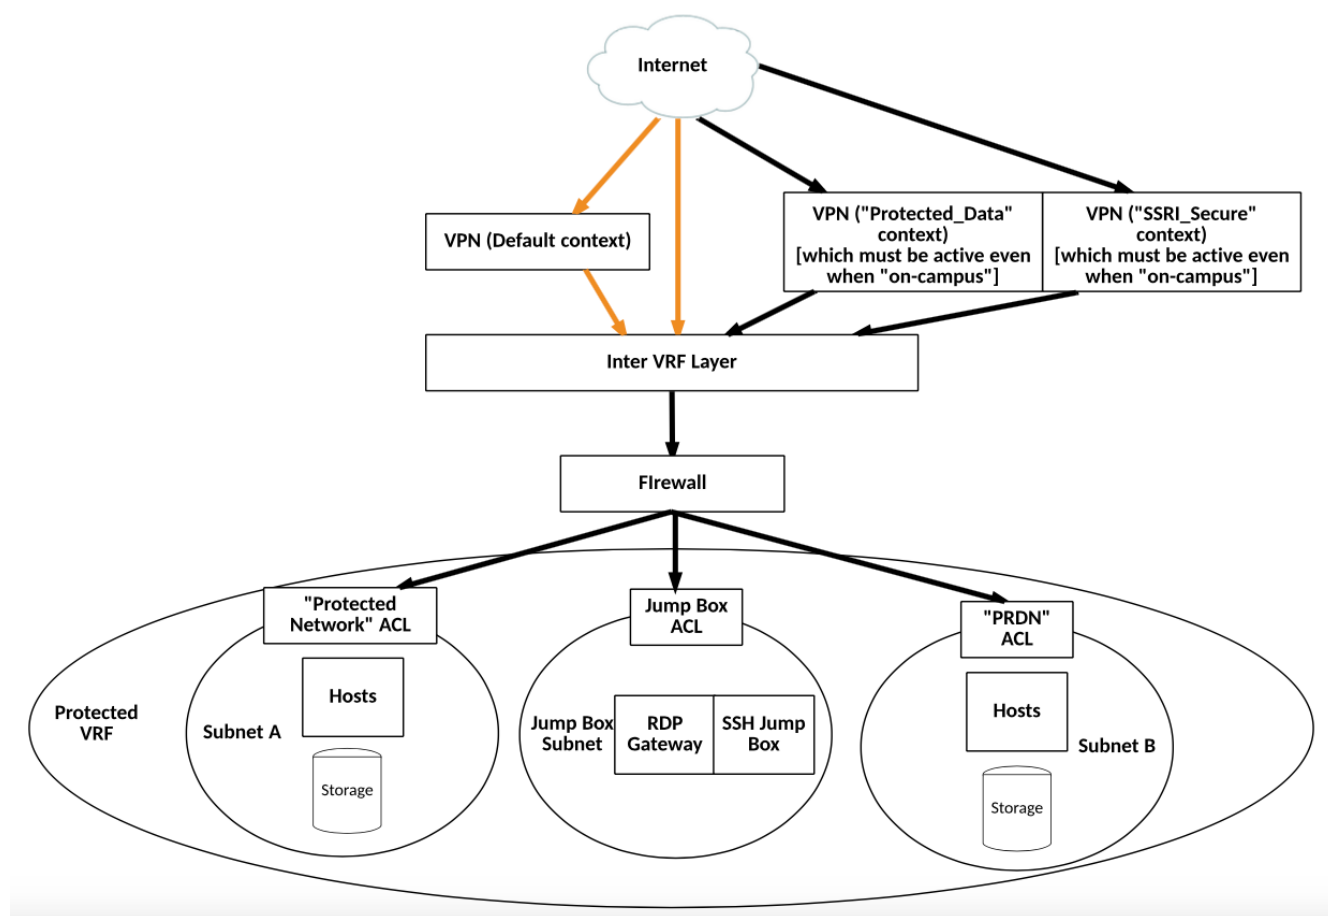 Internet
VPN (Default context)
VPN ("Protected_Data"
context)
[which must be active even
when "on-campus"]
VPN ("SSRI_Secure"
context)
[which must be active even
when "on-campus"]
Inter VRF Layer
FIrewall
"Protected
Network" ACL
Jump Box
ACL
"PRDN"
ACL
Protected
VRF
Subnet A
Hosts
Storage
Jump Box
Subnet
RDP
Gateway
SSH Jump
Box
Hosts
Subnet B
Storage